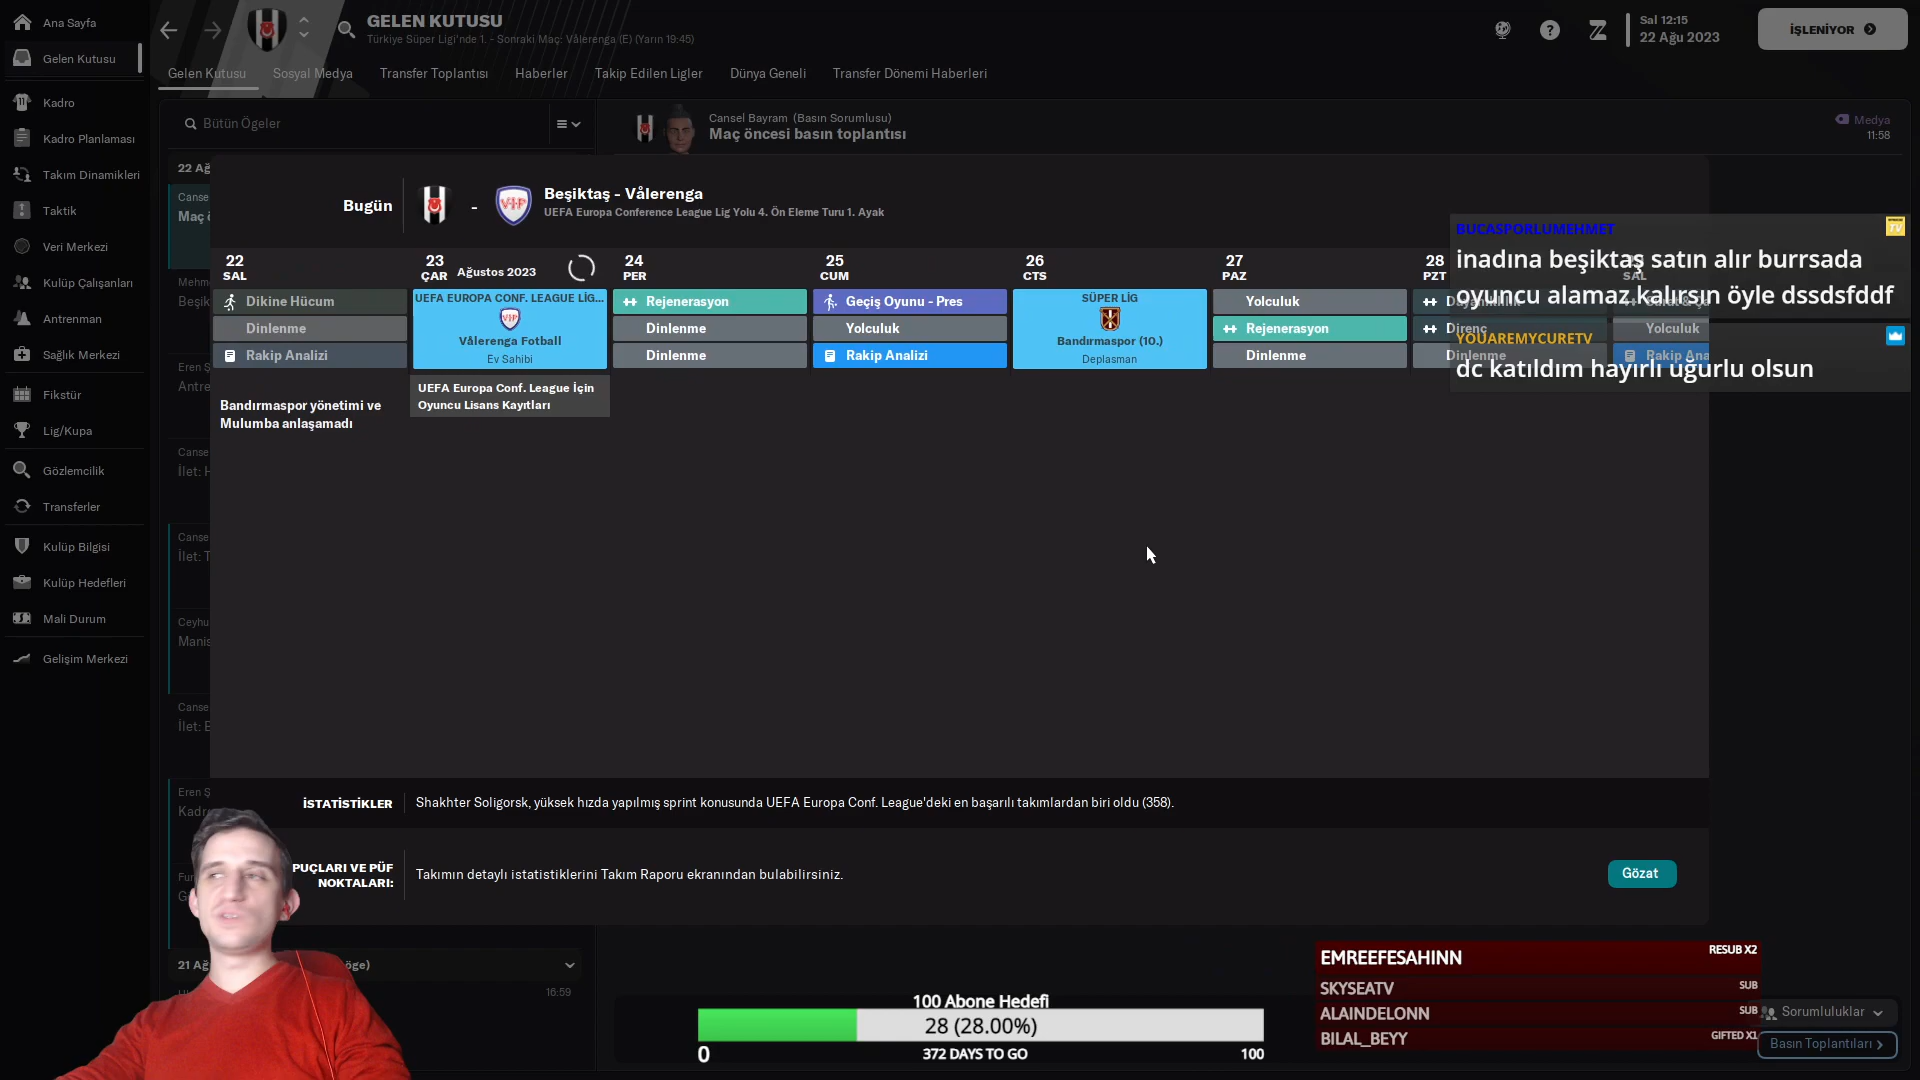 Ana Sayfa
Gelen Kutusu
Kadro
Kadro Planlaması
Takım Dinamikleri
Taktik
Veri Merkezi
Kulüp Çalışanları
Antrenman
Sağlık Merkezi
Fikstür
Lig/Kupa
Gözlemcilik
Transferler
Kulüp Bilgisi
Kulüp Hedefleri
Mali Durum
Gelişim Merkezi
GELEN KUTUSU
Türkiye Süper Ligi'nde 1. - Sonraki Maç: Vålerenga (E) (Yarın 19:45)
Sal 12:15
22 Ağu 2023
İŞLENİYOR
Gelen Kutusu
Sosyal Medya
Transfer Toplantısı
Haberler
Takip Edilen Ligler
Dünya Geneli
Transfer Dönemi Haberleri
Bütün Ögeler
Cansel Bayram (Basın Sorumlusu)
Maç öncesi basın toplantısı
Medya
11:58
Bugün
-
VIF
Beşiktaş - Vålerenga
UEFA Europa Conference League Lig Yolu 4. Ön Eleme Turu 1. Ayak
BUCASPORLUMEHMET
inadına beşiktaş satın alır burrsada
oyuncu alamaz kalırsın öyle dssdsfddf
YOUAREMYCURETV
dc katıldım hayırlı uğurlu olsun
22
SAL
Dikine Hücum
Dinlenme
Rakip Analizi
Bandırmaspor yönetimi ve
Mulumba anlaşamadı
23
ÇAR
Ağustos 2023
UEFA EUROPA CONF. LEAGUE LİG...
Vålerenga Fotball
Ev Sahibi
UEFA Europa Conf. League İçin
Oyuncu Lisans Kayıtları
24
PER
Rejenerasyon
Dinlenme
Dinlenme
25
CUM
Geçiş Oyunu - Pres
Yolculuk
Rakip Analizi
26
CTS
SÜPER LİG
Bandırmaspor (10.)
Deplasman
27
PAZ
Yolculuk
Rejenerasyon
Dinlenme
28
PZT
Direnç
Dinlenme
SAL
Yolculuk
Rakip Ana
İSTATİSTİKLER
Shakhter Soligorsk, yüksek hızda yapılmış sprint konusunda UEFA Europa Conf. League'deki en başarılı takımlardan biri oldu (358).
PUÇLARI VE PÜF
NOKTALARI:
Takımın detaylı istatistiklerini Takım Raporu ekranından bulabilirsiniz.
Gözat
16:59
100 Abone Hedefi
28 (28.00%)
0
372 DAYS TO GO
100
EMREEFESAHINN
RESUB X2
SKYSEATV
SUB
ALAINDELONN
SUB
BILAL_BEYY
GIFTED X1
Sorumluluklar
Basın Toplantıları